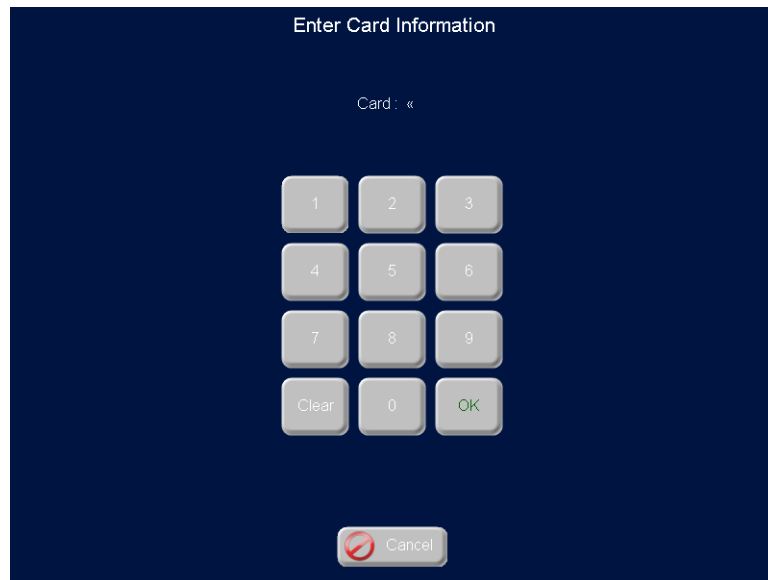 Enter Card Information
Card : «
1 2 3
4 5 6
7 8 9
Clear 0 OK
Cancel